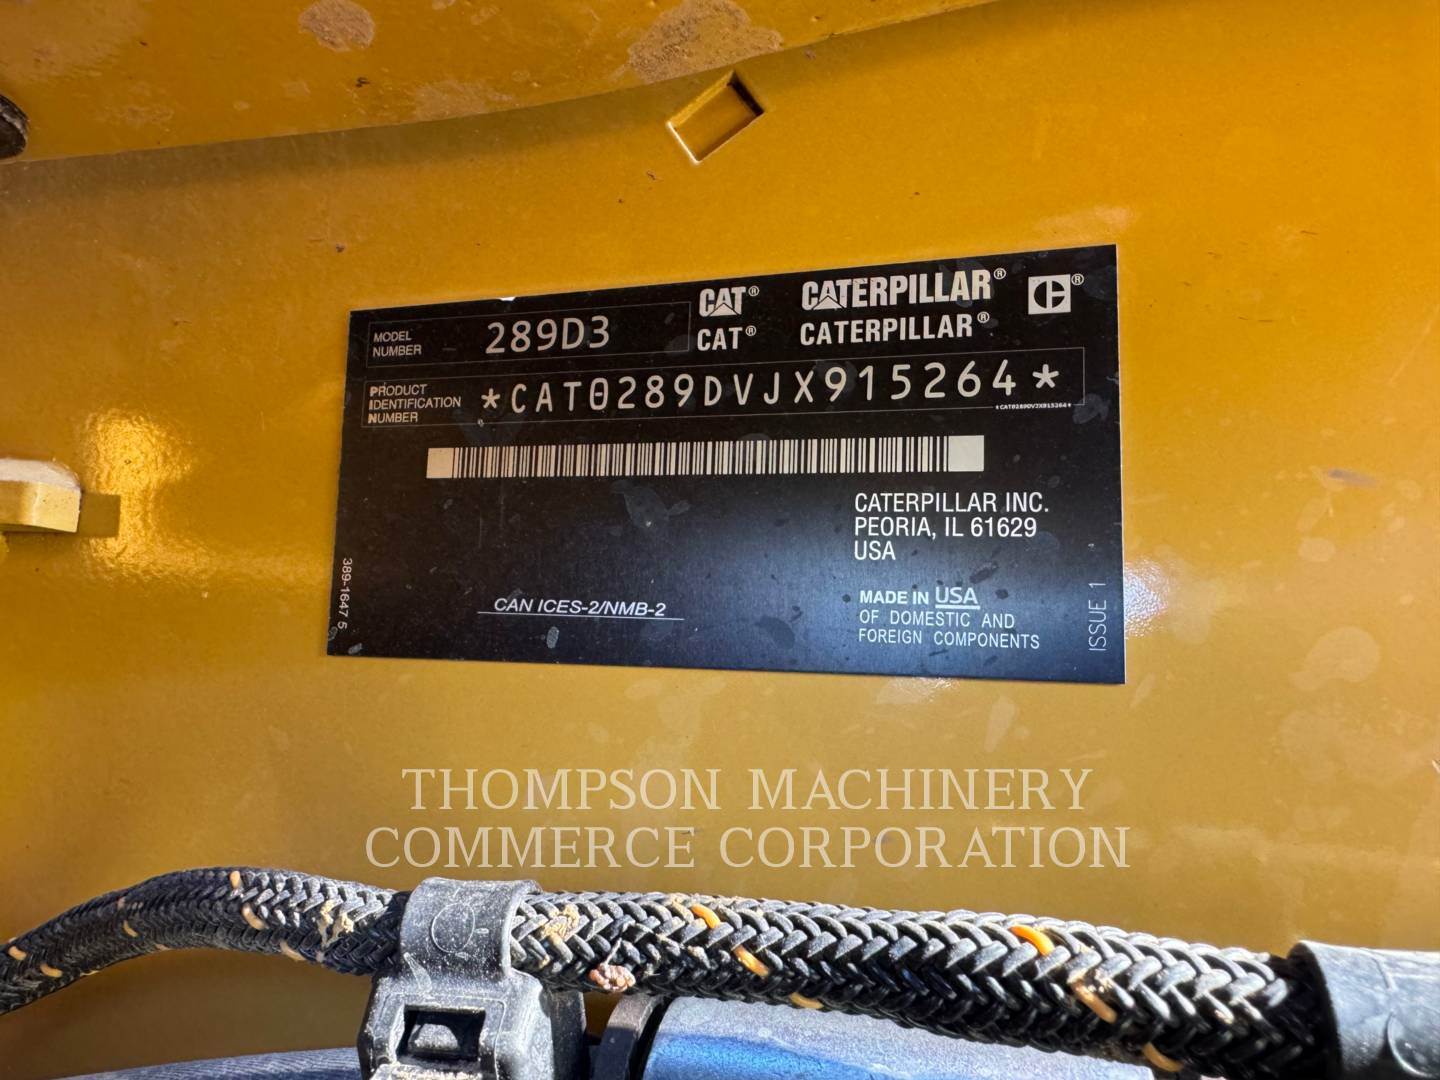 MODEL NUMBER 289D3
CAT® CATERPILLAR®
CAT® CATERPILLAR®
PRODUCT IDENTIFICATION NUMBER *CAT0289DVJX915264*
*CAT0289DVJX915264*
CATERPILLAR INC.
PEORIA, IL 61629
USA
CAN ICES-2/NMB-2
MADE IN USA
OF DOMESTIC AND
FOREIGN COMPONENTS
389-1647 5
ISSUE 1
THOMPSON MACHINERY
COMMERCE CORPORATION